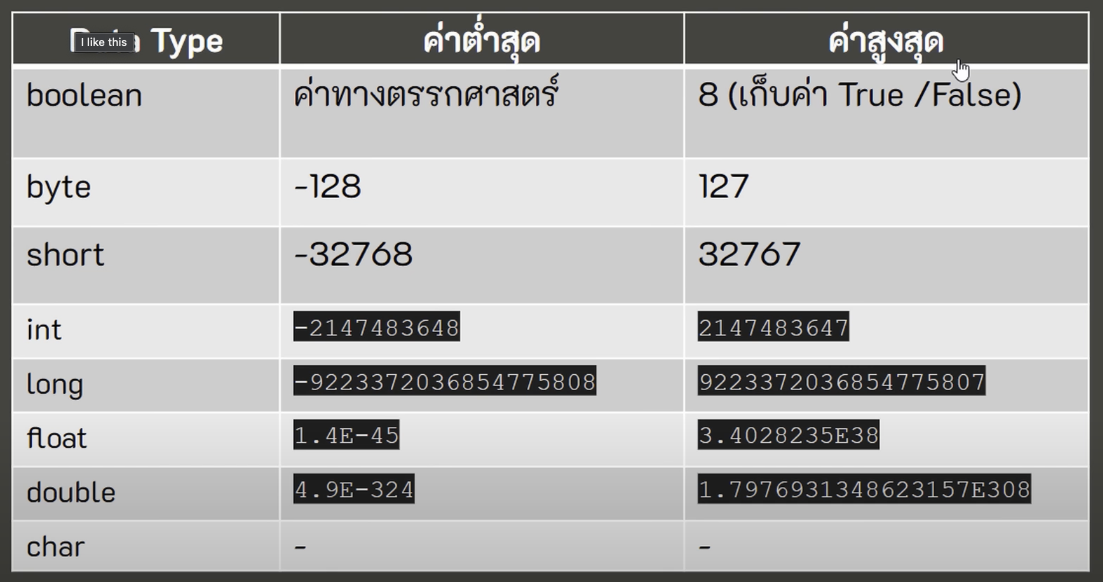 I like this
Type
ค่าต่ำสุด
ค่าสูงสุด
boolean
ค่าทางตรรกศาสตร์
8 (เก็บค่า True /False)
byte
-128
127
short
-32768
32767
int
-2147483648
2147483647
long
-9223372036854775808
9223372036854775807
float
1.4E-45
3.4028235E38
double
4.9E-324
1.7976931348623157E308
char
-
-